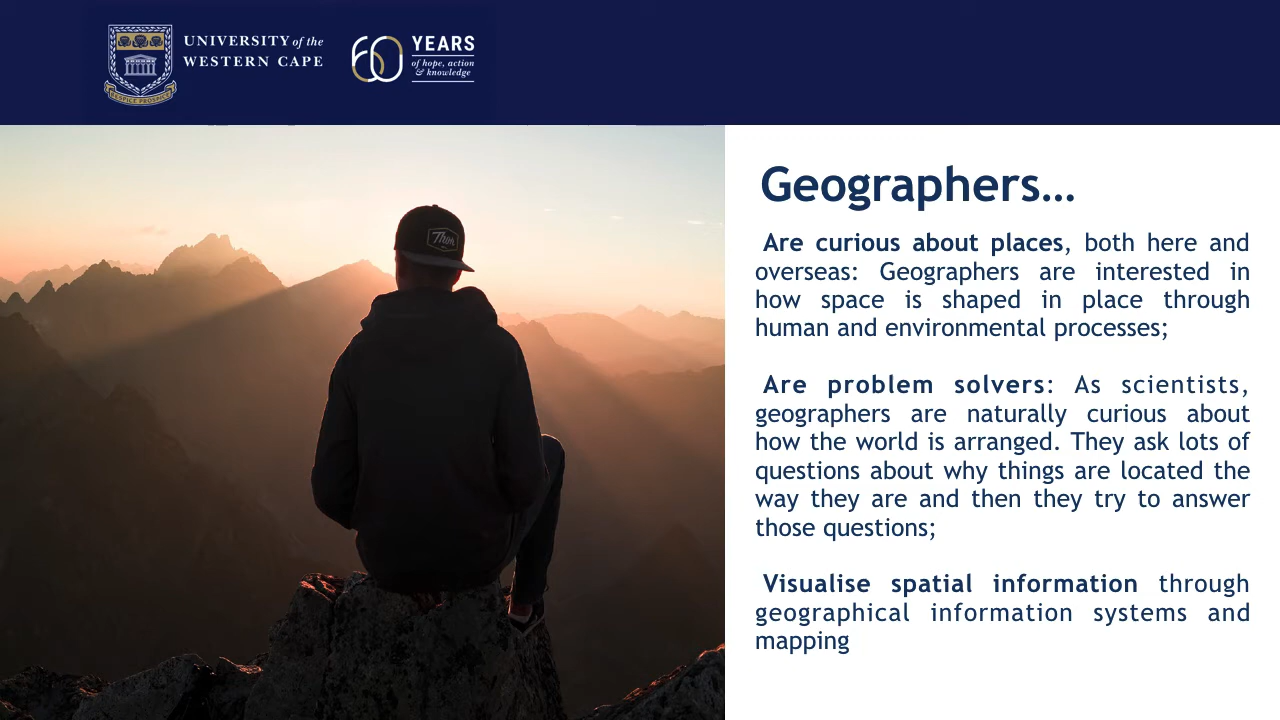 UNIVERSITY of the
WESTERN CAPE
RESPICE PROSPICE
60 YEARS
of hope, action
& knowledge
Thor
Geographers…
Are curious about places, both here and
overseas: Geographers are interested in
how space is shaped in place through
human and environmental processes;
Are problem solvers: As scientists,
geographers are naturally curious about
how the world is arranged. They ask lots of
questions about why things are located the
way they are and then they try to answer
those questions;
Visualise spatial information through
geographical information systems and
mapping